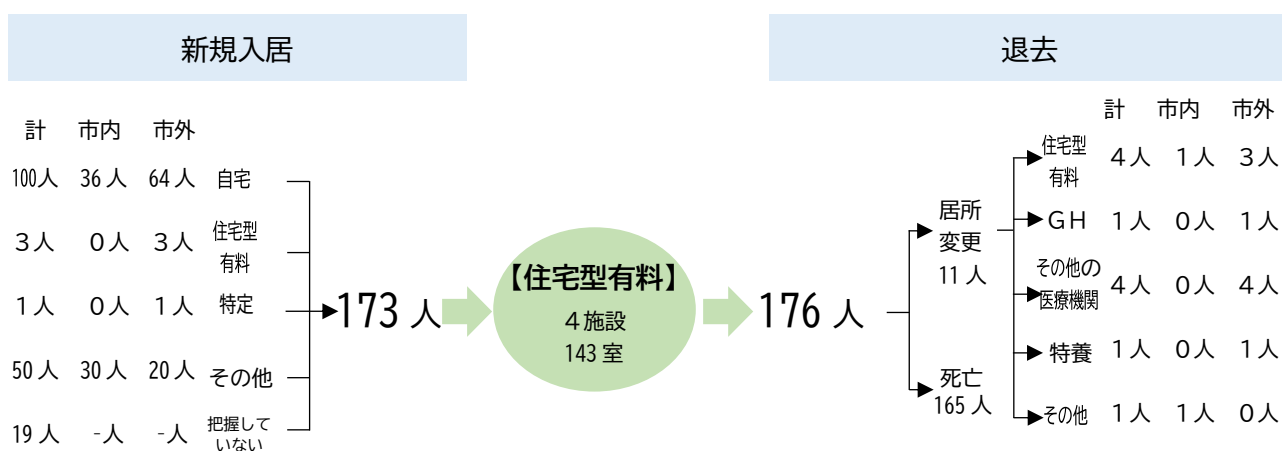 新規入居
計 市内 市外
100人 36人 64人 自宅
3人 0人 3人 住宅型
有料
1人 0人 1人 特定
50人 30人 20人 その他
19人 -人 -人 把握して
いない
173人
【住宅型有料】
4施設
143室
退去
176人
居所
変更
11人
死亡
165人
計 市内 市外
住宅型
有料 4人 1人 3人
GH 1人 0人 1人
その他の
医療機関 4人 0人 4人
特養 1人 0人 1人
その他 1人 1人 0人